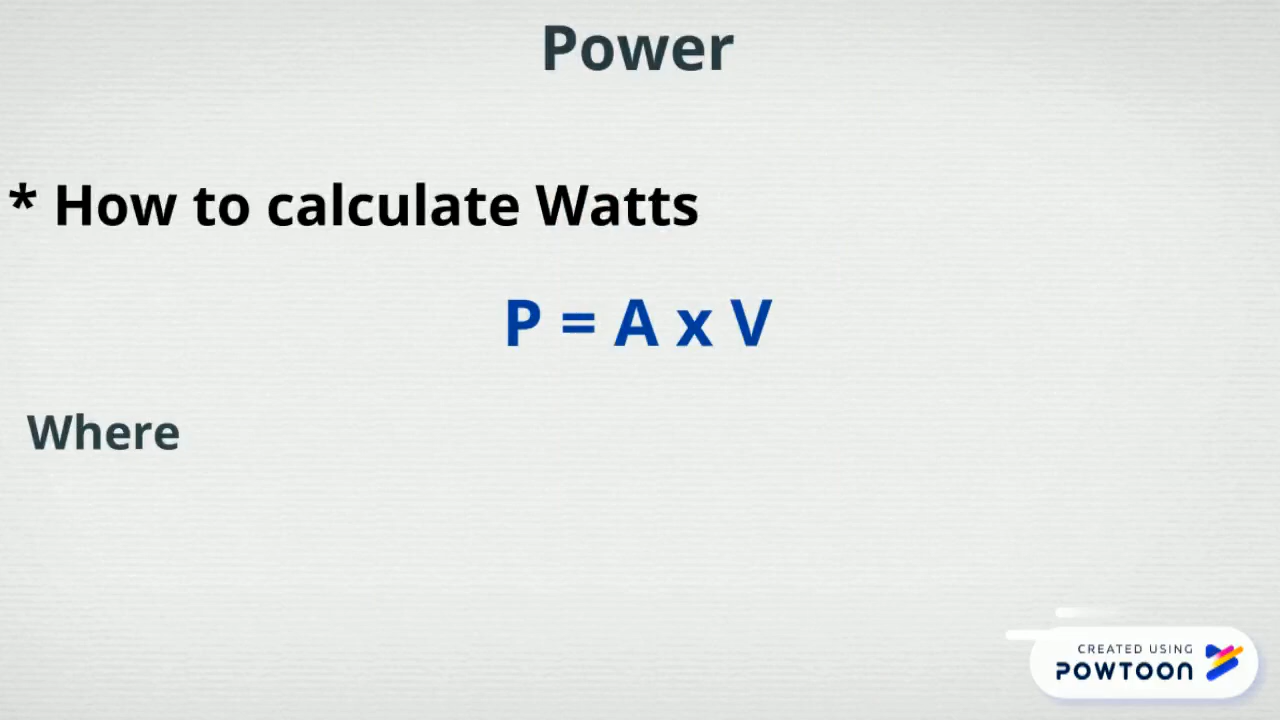 Power
* How to calculate Watts
P = A x V
Where
CREATED USING
POWTOON